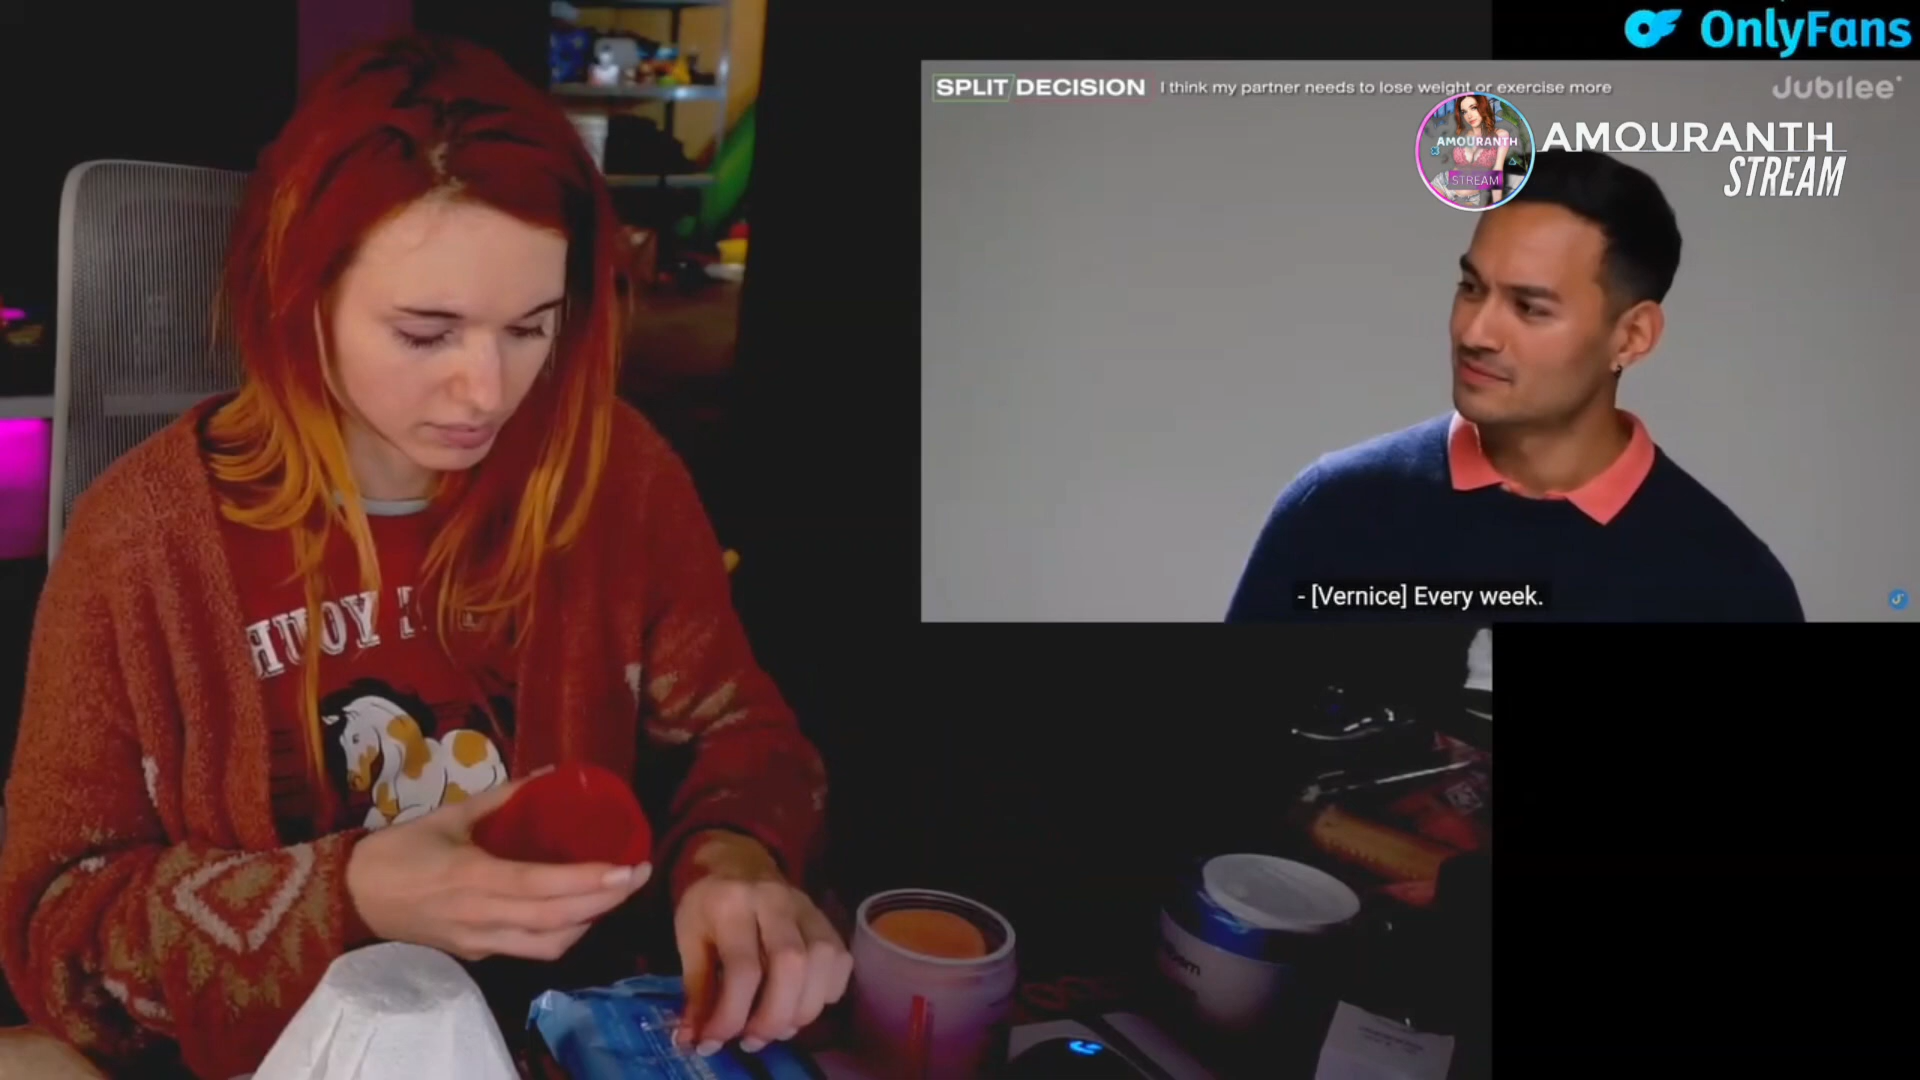 OnlyFans
SPLIT DECISION I think my partner needs to lose weight or exercise more
Jubilee
AMOURANTH
STREAM
AMOURANTH
STREAM
- [Vernice] Every week.